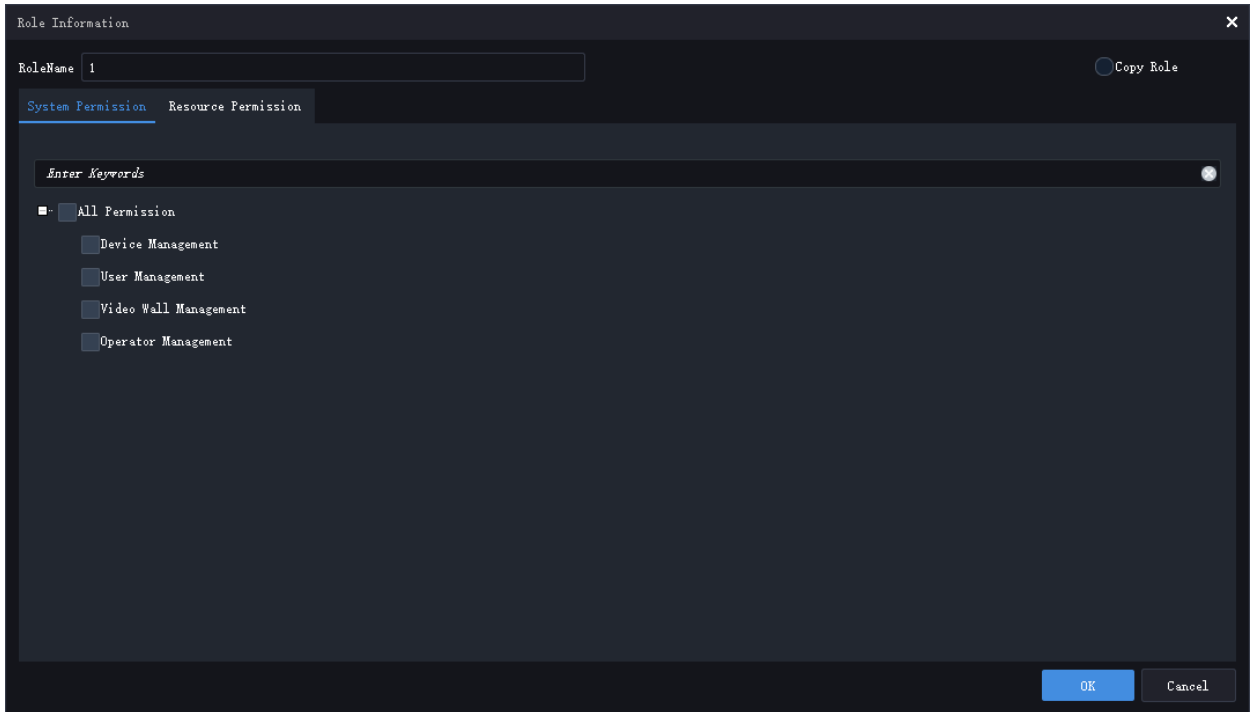 Role Information
RoleName 1 Copy Role
System Permission Resource Permission
Enter Keywords
All Permission
Device Management
User Management
Video Wall Management
Operator Management
OK Cancel